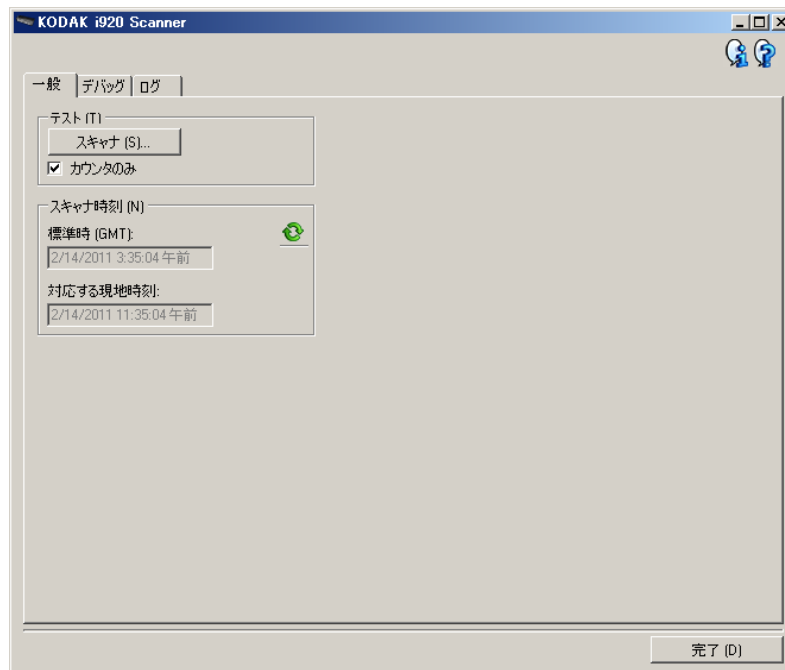 KODAK i920 Scanner
一般 デバッグ ログ
テスト (T)
スキャナ (S)...
カウンタのみ
スキャナ時刻 (N)
標準時 (GMT):
2/14/2011 3:35:04 午前
対応する現地時刻:
2/14/2011 11:35:04 午前
完了 (D)